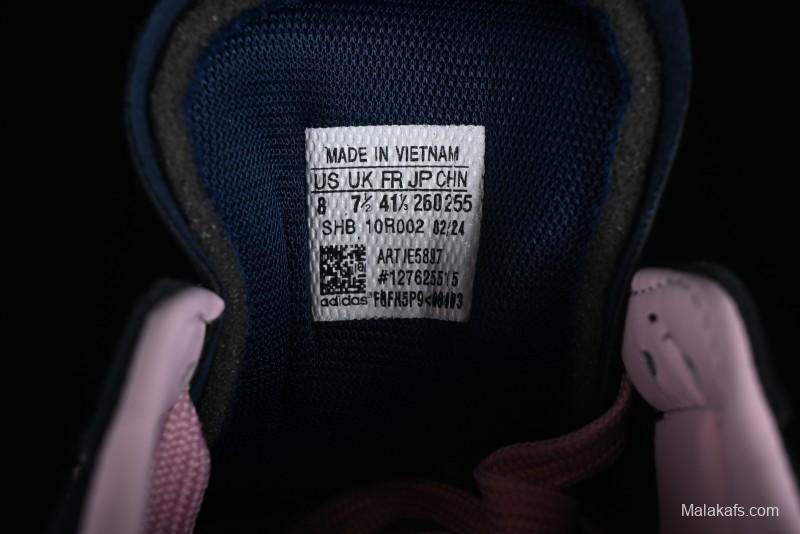 MADE IN VIETNAM
US UK FR JP CHN
8 7½ 41⅓ 260 255
SHB 10R002 02/24
ART IE5897
adidas
Malakafs.com